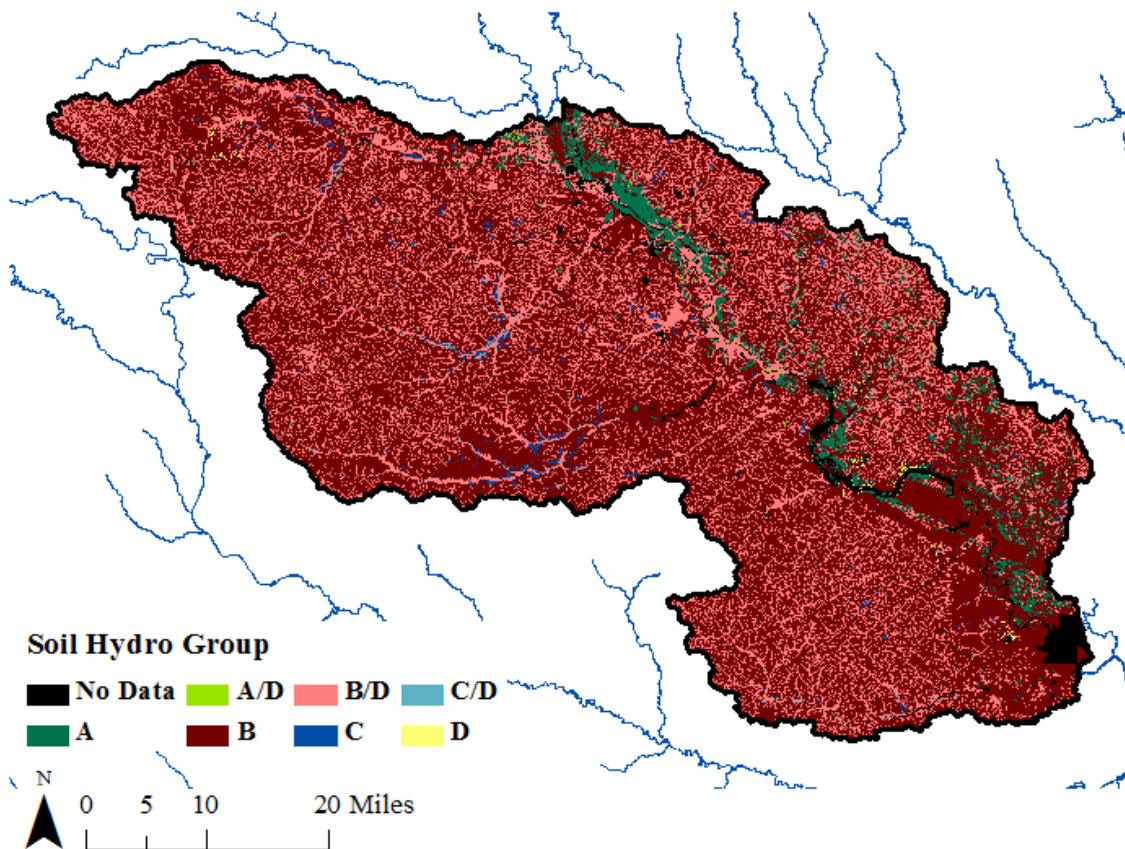 Soil Hydro Group
No Data A/D B/D C/D
A B C D
N
0 5 10 20 Miles